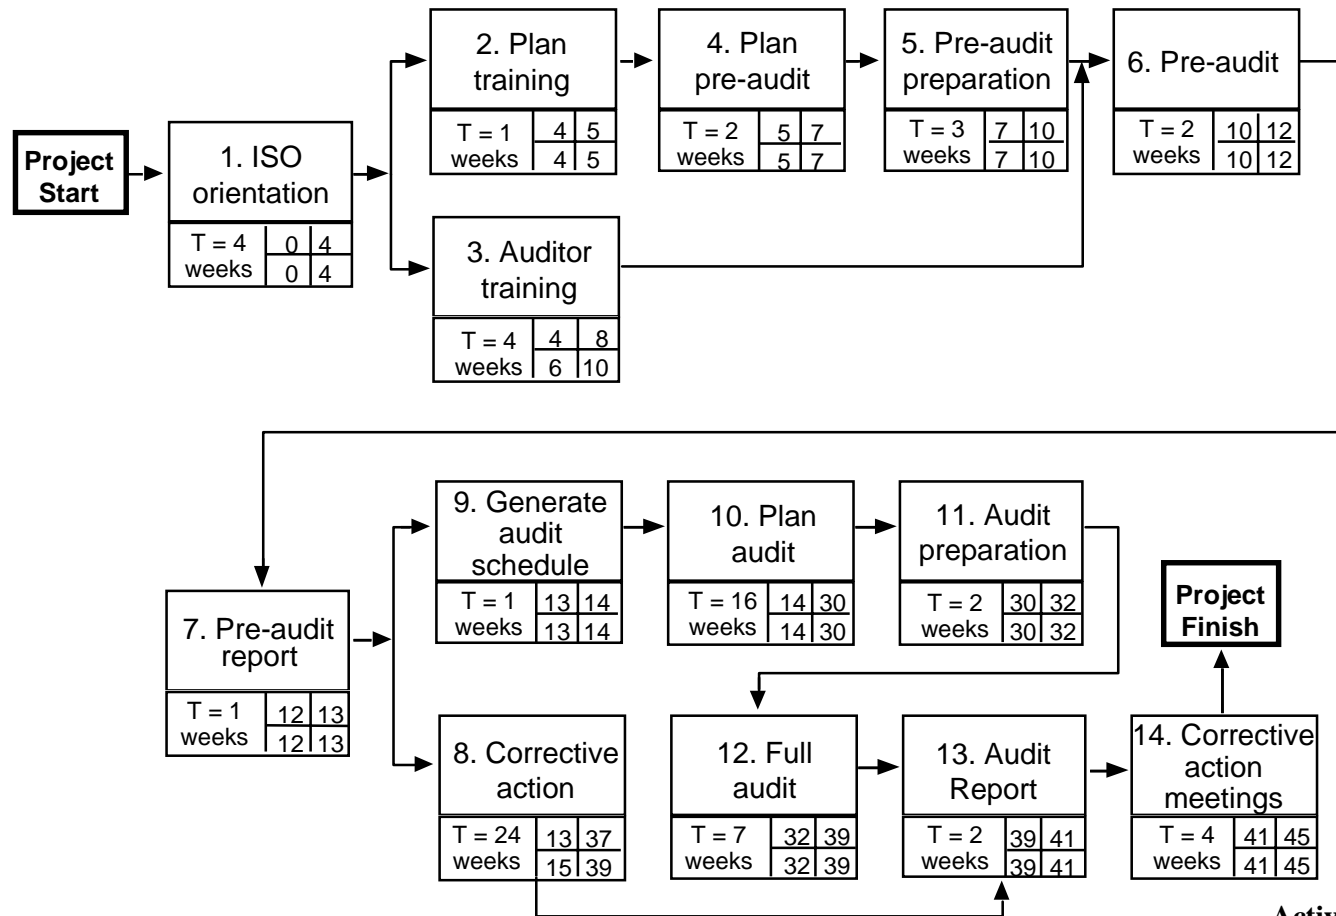 Project
Start
1. ISO
orientation
T = 4
weeks
0 4
0 4
2. Plan
training
T = 1
weeks
4 5
4 5
4. Plan
pre-audit
T = 2
weeks
5 7
5 7
5. Pre-audit
preparation
T = 3
weeks
7 10
7 10
6. Pre-audit
T = 2
weeks
10 12
10 12
3. Auditor
training
T = 4
weeks
4 8
6 10
7. Pre-audit
report
T = 1
weeks
12 13
12 13
9. Generate
audit
schedule
T = 1
weeks
13 14
13 14
10. Plan
audit
T = 16
weeks
14 30
14 30
11. Audit
preparation
T = 2
weeks
30 32
30 32
8. Corrective
action
T = 24
weeks
13 37
15 39
12. Full
audit
T = 7
weeks
32 39
32 39
13. Audit
Report
T = 2
weeks
39 41
39 41
14. Corrective
action
meetings
T = 4
weeks
41 45
41 45
Project
Finish